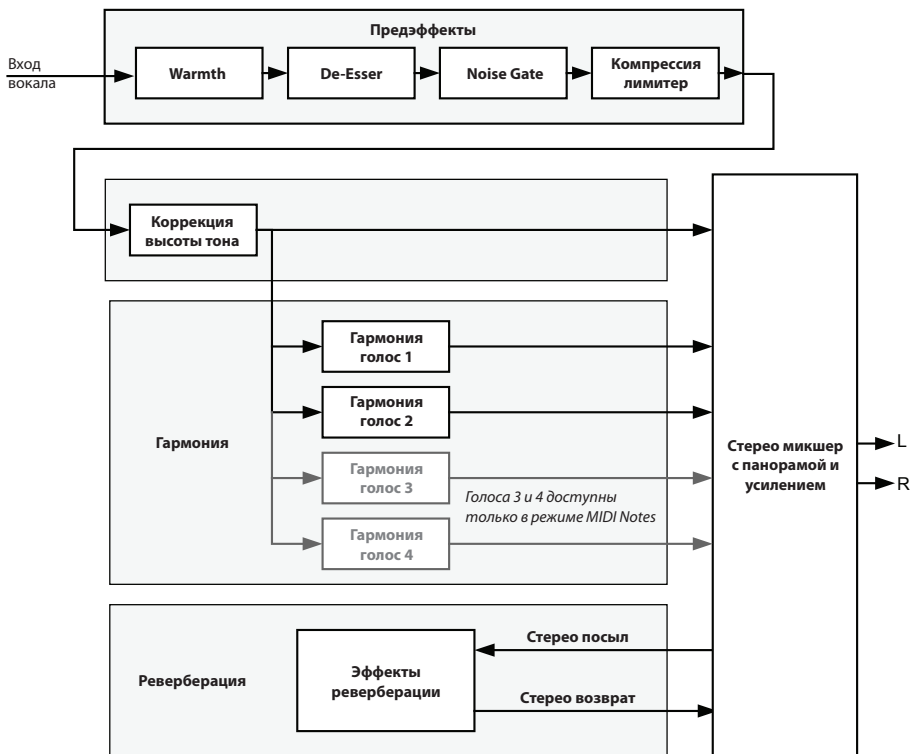 Предэффекты
Вход
вокала
Warmth
De-Esser
Noise Gate
Компрессия
лимитер
Коррекция
высоты тона
Гармония
голос 1
Гармония
голос 2
Гармония
Гармония
голос 3
Голоса 3 и 4 доступны
только в режиме MIDI Notes
Гармония
голос 4
Стерео микшер
с панорамой и
усилением
L
R
Реверберация
Эффекты
реверберации
Стерео посыл
Стерео возврат